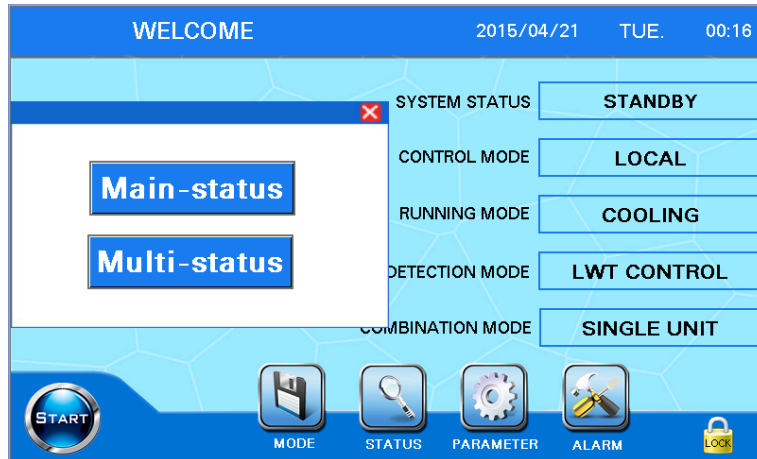 WELCOME 2015/04/21 TUE. 00:16
SYSTEM STATUS STANDBY
CONTROL MODE LOCAL
Main-status
RUNNING MODE COOLING
Multi-status
DETECTION MODE LWT CONTROL
COMBINATION MODE SINGLE UNIT
START
MODE STATUS PARAMETER ALARM
LOCK